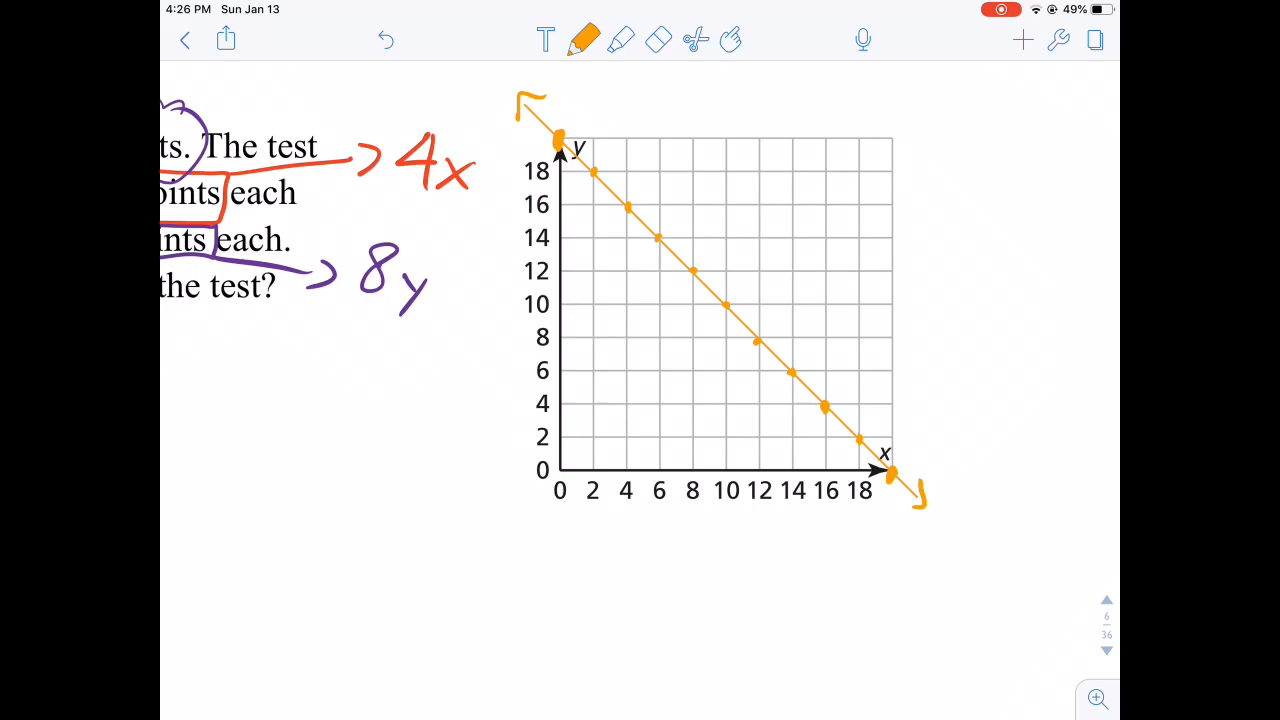 4:26 PM Sun Jan 13
49%
T
ts. The test
4x
oints each
ints each.
8y
the test?
y
18
16
14
12
10
8
6
4
2
0
x
0 2 4 6 8 10 12 14 16 18
6
36